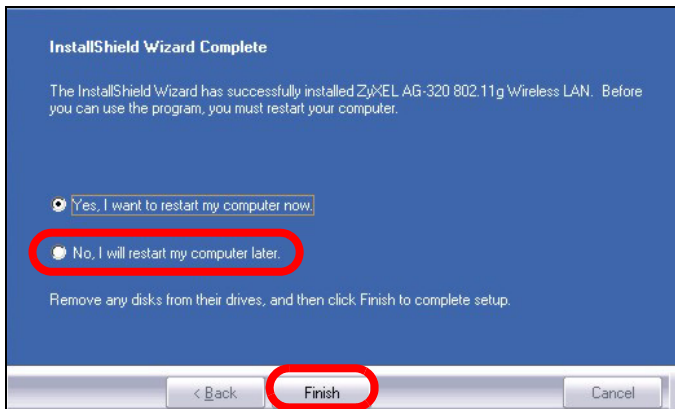 InstallShield Wizard Complete
The InstallShield Wizard has successfully installed ZyXEL AG-320 802.11g Wireless LAN. Before
you can use the program, you must restart your computer.
Yes, I want to restart my computer now.
No, I will restart my computer later.
Remove any disks from their drives, and then click Finish to complete setup.
< Back Finish Cancel